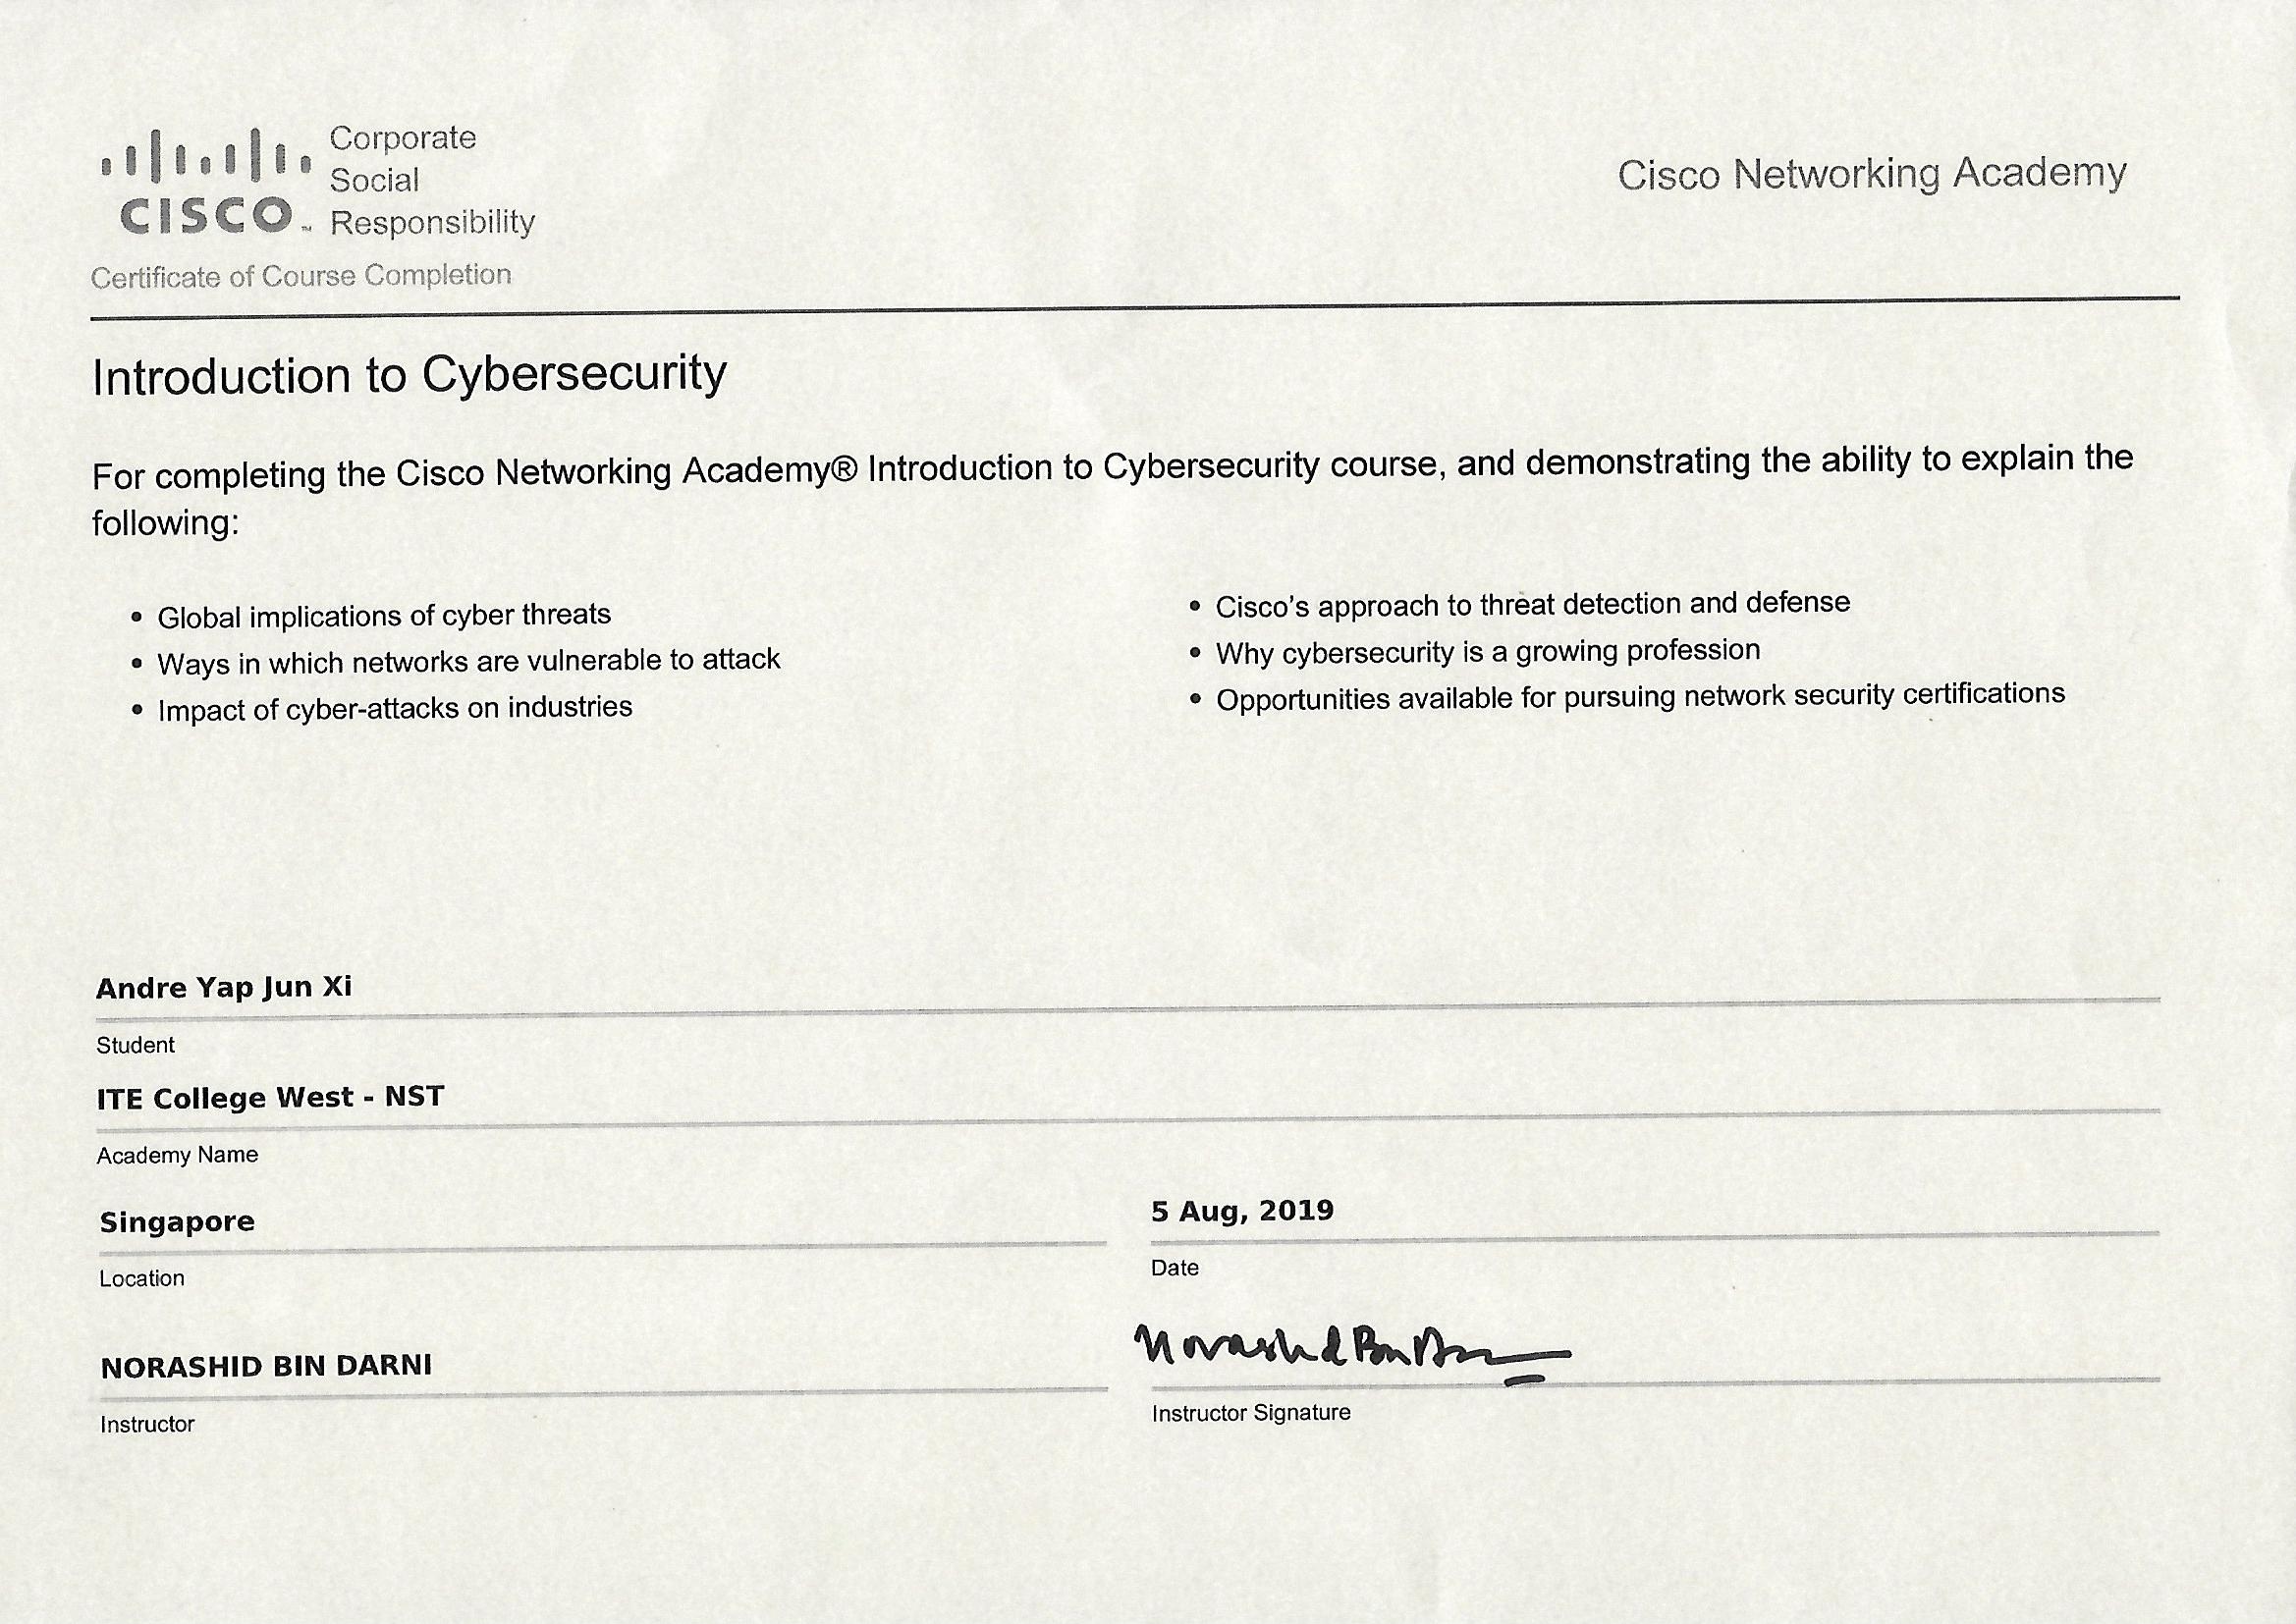 Corporate
Social
CISCO™ Responsibility
Cisco Networking Academy
Certificate of Course Completion
Introduction to Cybersecurity
For completing the Cisco Networking Academy® Introduction to Cybersecurity course, and demonstrating the ability to explain the
following:
• Global implications of cyber threats
• Ways in which networks are vulnerable to attack
• Impact of cyber-attacks on industries
• Cisco's approach to threat detection and defense
• Why cybersecurity is a growing profession
• Opportunities available for pursuing network security certifications
Andre Yap Jun Xi
Student
ITE College West - NST
Academy Name
Singapore
Location
5 Aug, 2019
Date
NORASHID BIN DARNI
Instructor
Instructor Signature